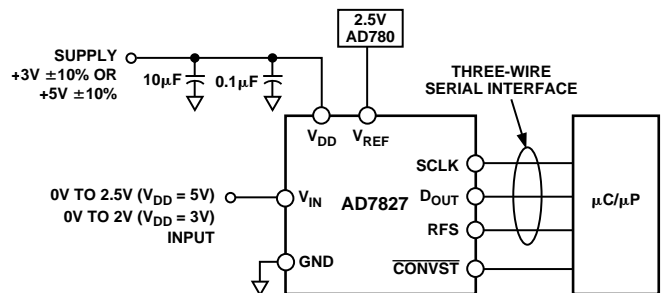 2.5V
AD780
SUPPLY
+3V ±10% OR
+5V ±10%
10μF
0.1μF
THREE-WIRE
SERIAL INTERFACE
VDD
VREF
SCLK
0V TO 2.5V (VDD = 5V)
0V TO 2V (VDD = 3V)
INPUT
VIN
AD7827
DOUT
μC/μP
RFS
GND
CONVST